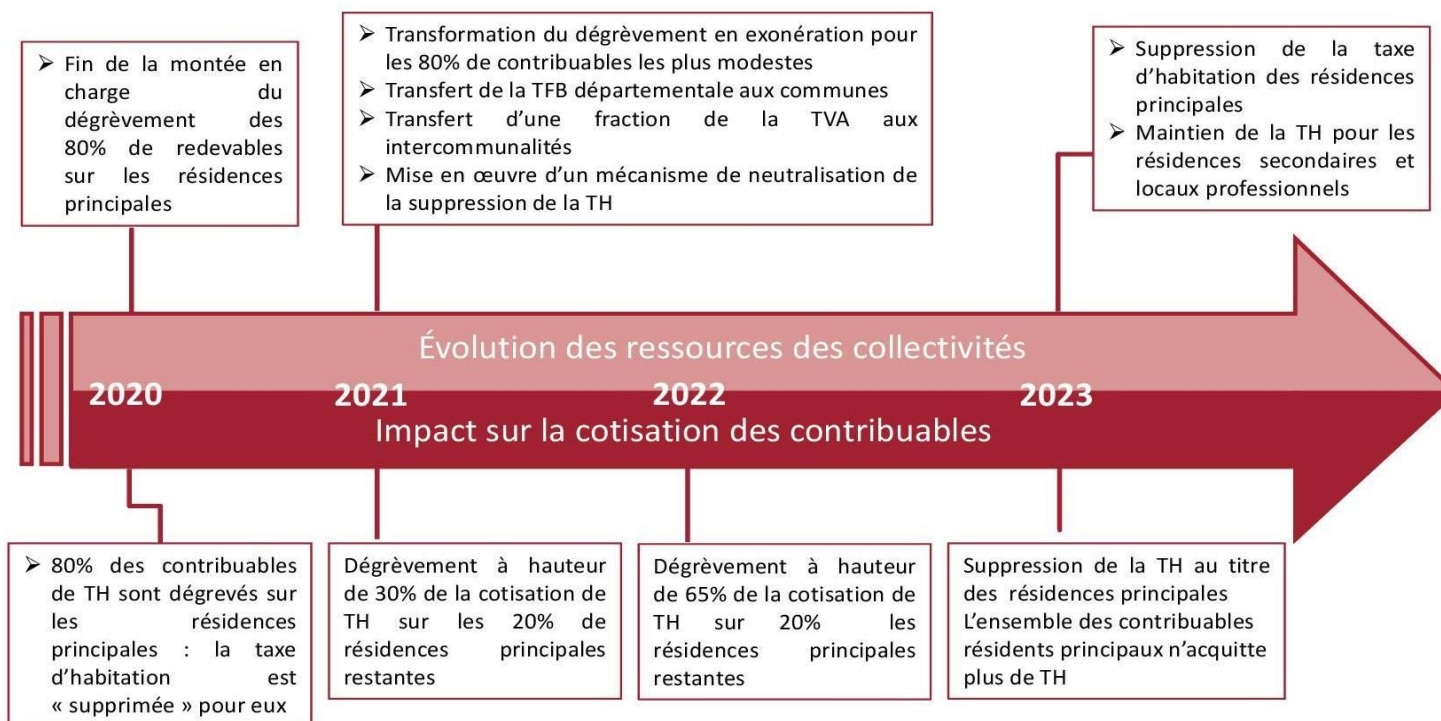 ➢ Fin de la montée en
charge du
dégrèvement des
80% de redevables
sur les résidences
principales
➢ Transformation du dégrèvement en exonération pour
les 80% de contribuables les plus modestes
➢ Transfert de la TFB départementale aux communes
➢ Transfert d’une fraction de la TVA aux
intercommunalités
➢ Mise en œuvre d’un mécanisme de neutralisation de
la suppression de la TH
➢ Suppression de la taxe
d’habitation des résidences
principales
➢ Maintien de la TH pour les
résidences secondaires et
locaux professionnels
Évolution des ressources des collectivités
2020 2021 2022 2023
Impact sur la cotisation des contribuables
➢ 80% des contribuables
de TH sont dégrevés sur
les résidences
principales : la taxe
d’habitation est
« supprimée » pour eux
Dégrèvement à hauteur
de 30% de la cotisation de
TH sur les 20% de
résidences principales
restantes
Dégrèvement à hauteur
de 65% de la cotisation de
TH sur 20% les
résidences principales
restantes
Suppression de la TH au titre
des résidences principales
L’ensemble des contribuables
résidents principaux n’acquitte
plus de TH